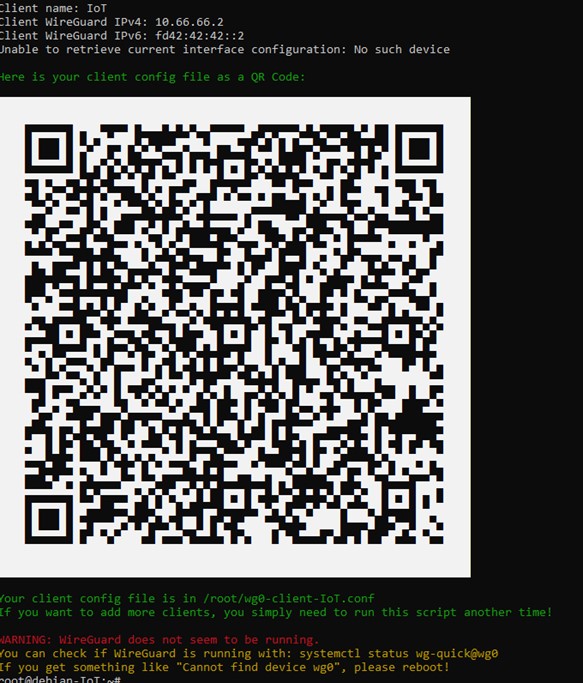 Client name: IoT
Client WireGuard IPv4: 10.66.66.2
Client WireGuard IPv6: fd42:42:42::2
Unable to retrieve current interface configuration: No such device
Here is your client config file as a QR Code:
Your client config file is in /root/wg0-client-IoT.conf
If you want to add more clients, you simply need to run this script another time!
WARNING: WireGuard does not seem to be running.
You can check if WireGuard is running with: systemctl status wg-quick@wg0
If you get something like "Cannot find device wg0", please reboot!
root@debian-IoT:~#